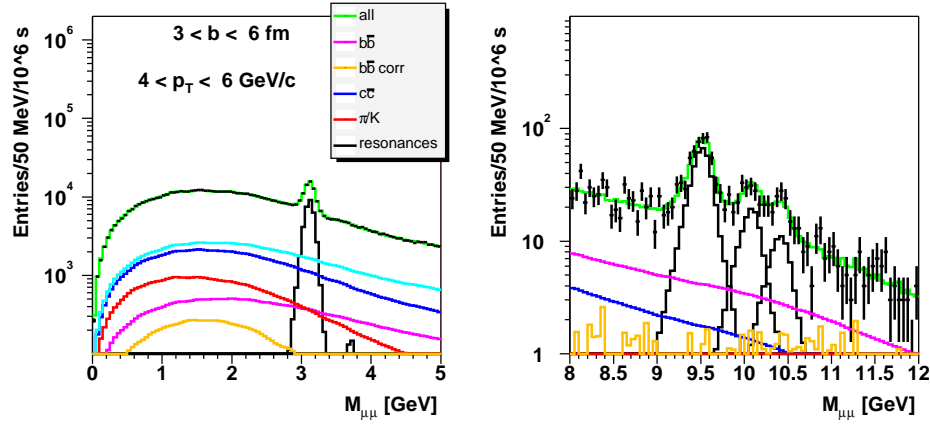 Entries/50 MeV/10^6 s
10^6
10^5
10^4
10^3
3 < b < 6 fm
4 < p_T < 6 GeV/c
all
bb̅
bb̅ corr
cc̅
π/K
resonances
0 1 2 3 4 5
M_μμ [GeV]
Entries/50 MeV/10^6 s
10^2
10
1
8 8.5 9 9.5 10 10.5 11 11.5 12
M_μμ [GeV]